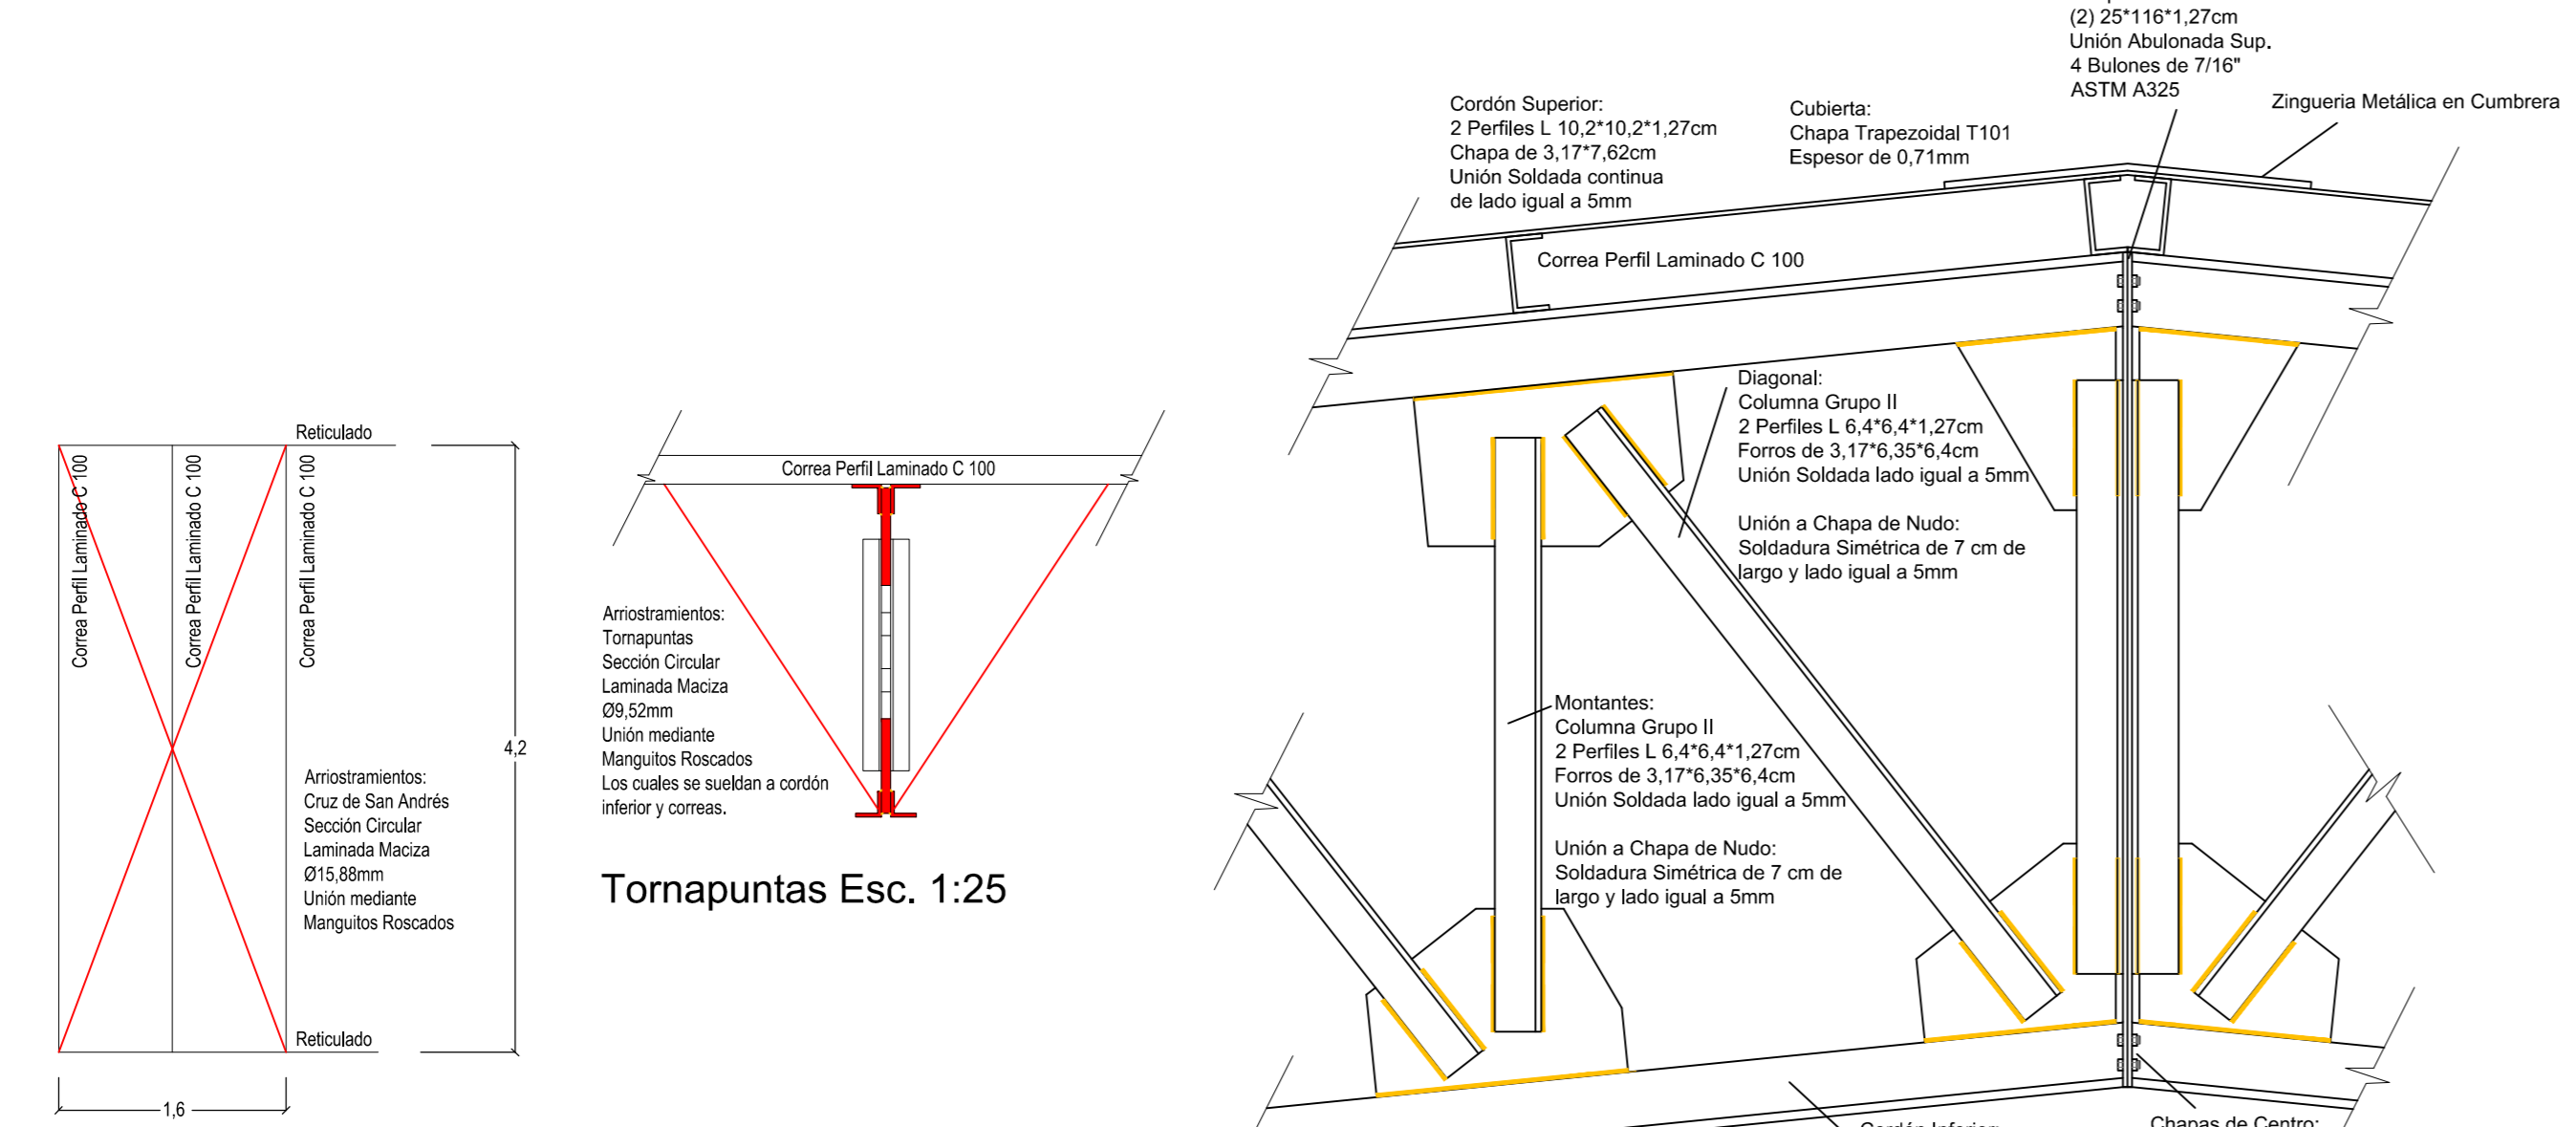 Reticulado
Correa Perfil Laminado C 100
Correa Perfil Laminado C 100
Correa Perfil Laminado C 100
4,2
Arriostramientos:
Cruz de San Andrés
Sección Circular
Laminada Maciza
Ø15,88mm
Unión mediante
Manguitos Roscados
Reticulado
1,6
Correa Perfil Laminado C 100
Arriostramientos:
Tornapuntas
Sección Circular
Laminada Maciza
Ø9,52mm
Unión mediante
Manguitos Roscados
Los cuales se sueldan a cordón
inferior y correas.
Tornapuntas Esc. 1:25
(2) 25*116*1,27cm
Unión Abulonada Sup.
4 Bulones de 7/16"
ASTM A325
Zingueria Metálica en Cumbrera
Cordón Superior:
2 Perfiles L 10,2*10,2*1,27cm
Chapa de 3,17*7,62cm
Unión Soldada continua
de lado igual a 5mm
Cubierta:
Chapa Trapezoidal T101
Espesor de 0,71mm
Correa Perfil Laminado C 100
Diagonal:
Columna Grupo II
2 Perfiles L 6,4*6,4*1,27cm
Forros de 3,17*6,35*6,4cm
Unión Soldada lado igual a 5mm
Unión a Chapa de Nudo:
Soldadura Simétrica de 7 cm de
largo y lado igual a 5mm
Montantes:
Columna Grupo II
2 Perfiles L 6,4*6,4*1,27cm
Forros de 3,17*6,35*6,4cm
Unión Soldada lado igual a 5mm
Unión a Chapa de Nudo:
Soldadura Simétrica de 7 cm de
largo y lado igual a 5mm
Cordón Inferior:
Chapas de Centro: